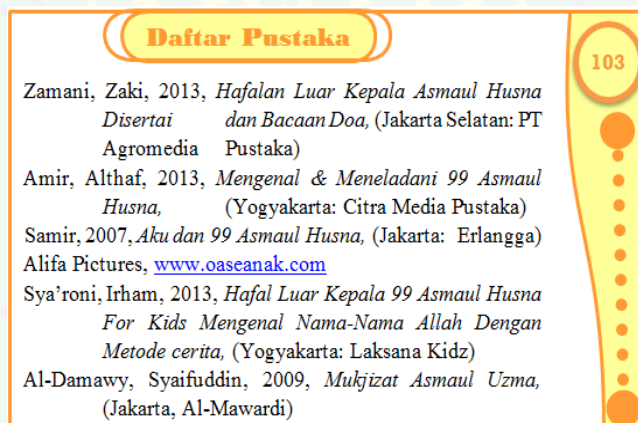 Daftar Pustaka
103
Zamani, Zaki, 2013, Hafalan Luar Kepala Asmaul Husna
Disertai dan Bacaan Doa, (Jakarta Selatan: PT
Agromedia Pustaka)
Amir, Althaf, 2013, Mengenal & Meneladani 99 Asmaul
Husna, (Yogyakarta: Citra Media Pustaka)
Samir, 2007, Aku dan 99 Asmaul Husna, (Jakarta: Erlangga)
Alifa Pictures, www.oaseanak.com
Sya'roni, Irham, 2013, Hafal Luar Kepala 99 Asmaul Husna
For Kids Mengenal Nama-Nama Allah Dengan
Metode cerita, (Yogyakarta: Laksana Kidz)
Al-Damawy, Syaifuddin, 2009, Mukjizat Asmaul Uzma,
(Jakarta, Al-Mawardi)